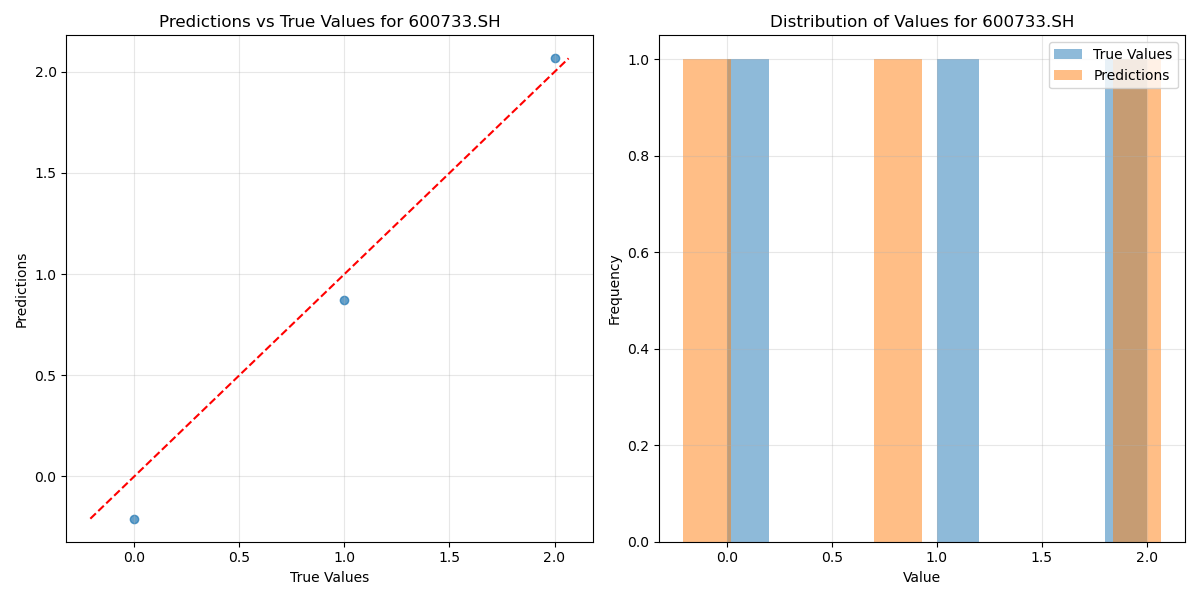 Predictions vs True Values for 600733.SH
2.0
1.5
1.0
0.5
0.0
Predictions
0.0 0.5 1.0 1.5 2.0
True Values
Distribution of Values for 600733.SH
True Values
Predictions
1.0
0.8
0.6
0.4
0.2
0.0
Frequency
0.0 0.5 1.0 1.5 2.0
Value